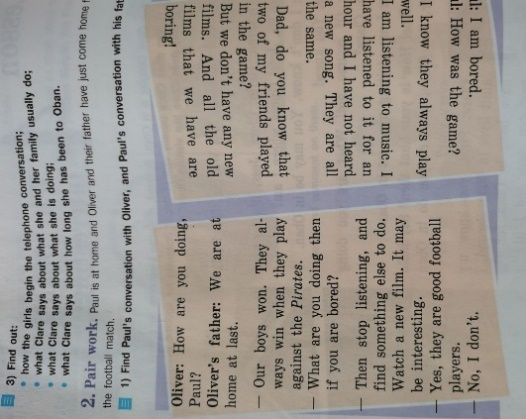 3) Find out:
• how the girls begin the telephone conversation;
• what Clare says about what she and her family usually do;
• what Clare says about what she is doing;
• what Clare says about how long she has been to Oban.
2. Pair work. Paul is at home and Oliver and their father have just come home
the football match.
1) Find Paul's conversation with Oliver, and Paul's conversation with his
Oliver: How are you doing,
Paul?
Oliver's father: We are at
home at last.
— Our boys won. They al-
ways win when they play
against the Pirates.
— What are you doing then
if you are bored?
— Then stop listening, and
find something else to do.
Watch a new film. It may
be interesting.
— Yes, they are good football
players.
— No, I don't.
I am bored.
How was the game?
I know they always play
well.
I am listening to music. I
have listened to it for an
hour and I have not heard
a new song. They are all
the same.
Dad, do you know that
two of my friends played
in the game?
But we don't have any new
films. And all the old
films that we have are
boring!